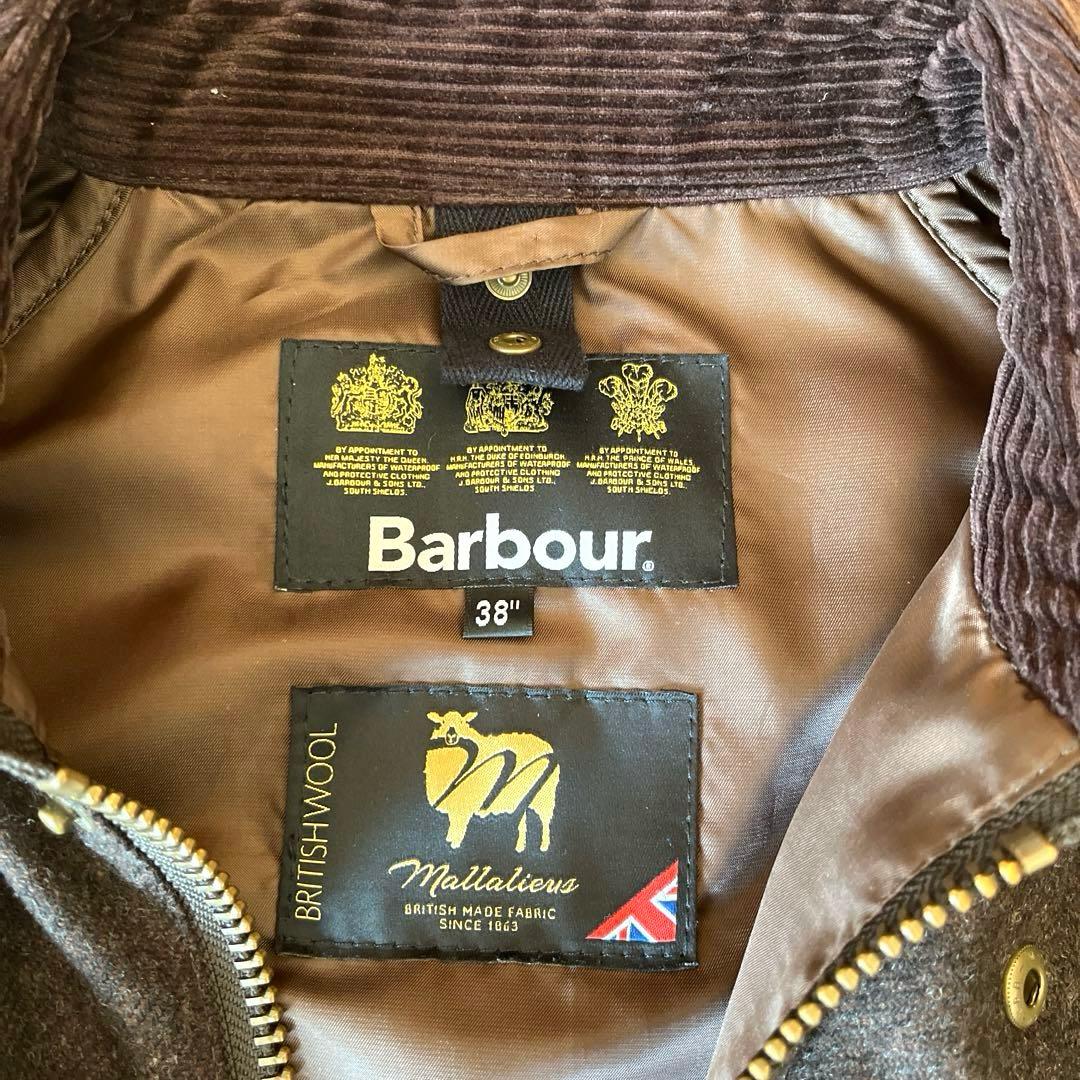 BY APPOINTMENT TO
HER MAJESTY THE QUEEN
MANUFACTURERS OF WATERPROOF
AND PROTECTIVE CLOTHING
J.BARBOUR & SONS LTD.,
SOUTH SHIELDS.
BY APPOINTMENT TO
H.R.H. THE DUKE OF EDINBURGH
MANUFACTURERS OF WATERPROOF
AND PROTECTIVE CLOTHING
J.BARBOUR & SONS LTD.,
SOUTH SHIELDS.
BY APPOINTMENT TO
H.R.H. THE PRINCE OF WALES
MANUFACTURERS OF WATERPROOF
AND PROTECTIVE CLOTHING
J.BARBOUR & SONS LTD.,
SOUTH SHIELDS.
Barbour®
38"
BRITISH WOOL
M
Mallalieus
BRITISH MADE FABRIC
SINCE 1863